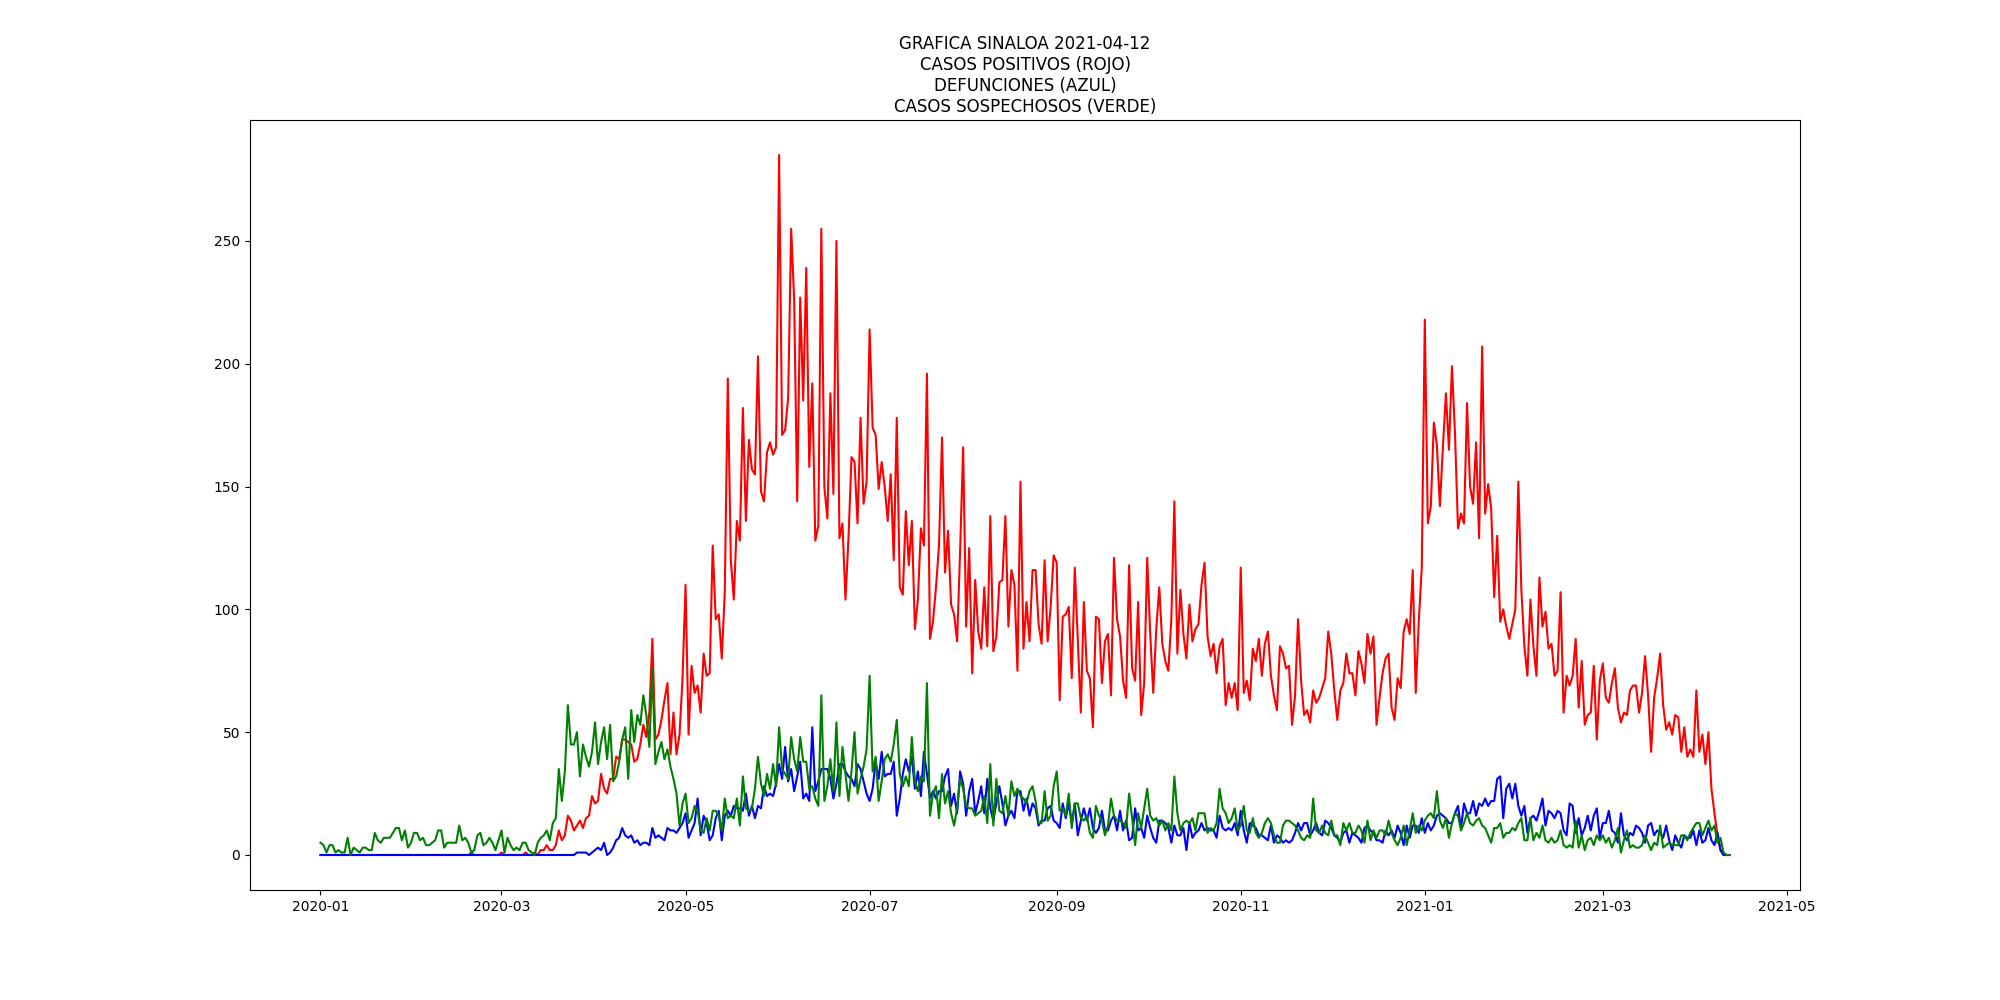 GRAFICA SINALOA 2021-04-12
CASOS POSITIVOS (ROJO)
DEFUNCIONES (AZUL)
CASOS SOSPECHOSOS (VERDE)
250
200
150
100
50
0
2020-01 2020-03 2020-05 2020-07 2020-09 2020-11 2021-01 2021-03 2021-05